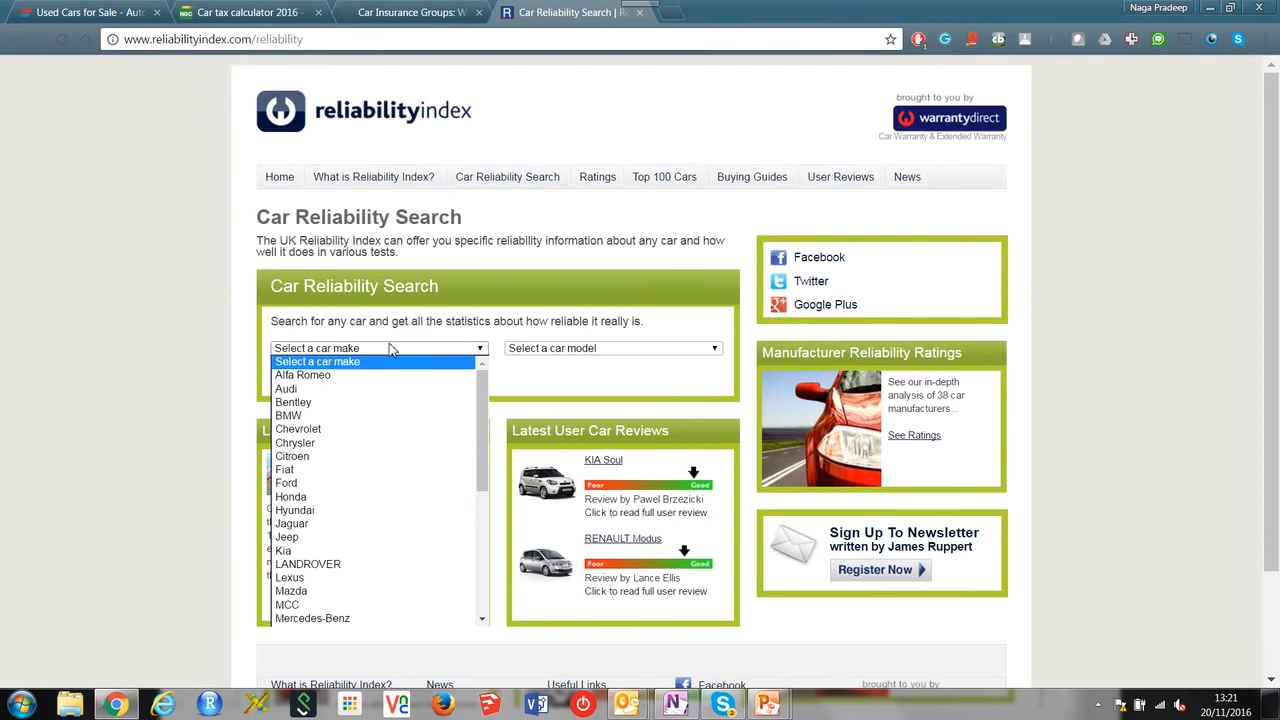 Used Cars for Sale - Auto
Car tax calculator 2016 -
Car Insurance Groups: W
Car Reliability Search | R
Naga Pradeep
www.reliabilityindex.com/reliability
reliabilityindex
brought to you by
warrantydirect
Car Warranty & Extended Warranty
Home
What is Reliability Index?
Car Reliability Search
Ratings
Top 100 Cars
Buying Guides
User Reviews
News
Car Reliability Search
The UK Reliability Index can offer you specific reliability information about any car and how
well it does in various tests.
Car Reliability Search
Search for any car and get all the statistics about how reliable it really is.
Select a car make
Select a car model
Select a car make
Alfa Romeo
Audi
Bentley
BMW
Chevrolet
Chrysler
Citroen
Fiat
Ford
Honda
Hyundai
Jaguar
Jeep
Kia
LANDROVER
Lexus
Mazda
MCC
Mercedes-Benz
Latest User Car Reviews
KIA Soul
Poor Good
Review by Pawel Brzezicki
Click to read full user review
RENAULT Modus
Poor Good
Review by Lance Ellis
Click to read full user review
Facebook
Twitter
Google Plus
Manufacturer Reliability Ratings
See our in-depth
analysis of 38 car
manufacturers...
See Ratings
Sign Up To Newsletter
written by James Ruppert
Register Now
What is Reliability Index?
News
Useful Links
Facebook
brought to you by
13:21
20/11/2016